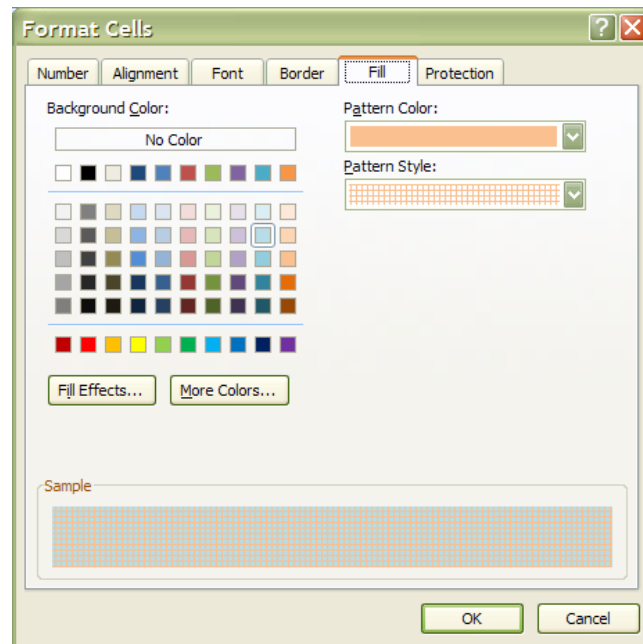 Format Cells
Number Alignment Font Border Fill Protection
Background Color:
No Color
Pattern Color:
Pattern Style:
Fill Effects... More Colors...
Sample
OK Cancel